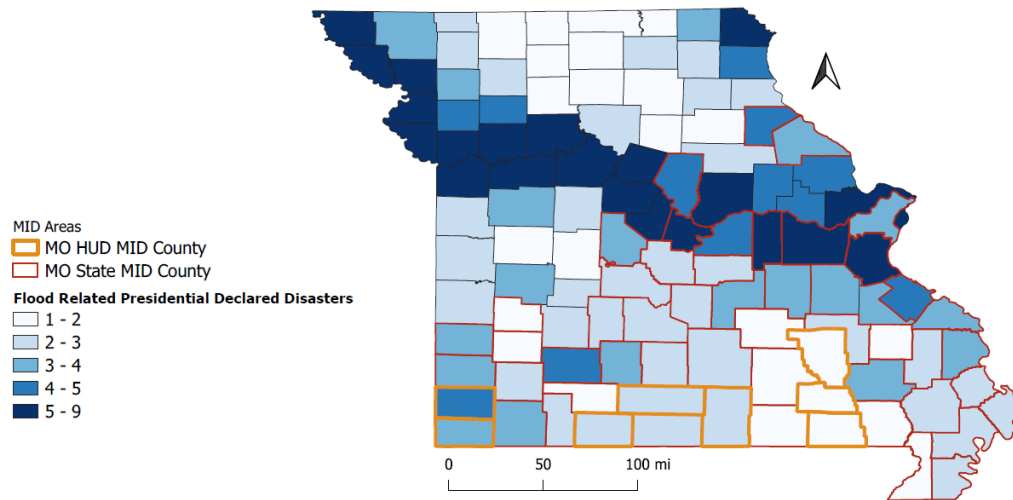 MID Areas
MO HUD MID County
MO State MID County
Flood Related Presidential Declared Disasters
1 - 2
2 - 3
3 - 4
4 - 5
5 - 9
0 50 100 mi